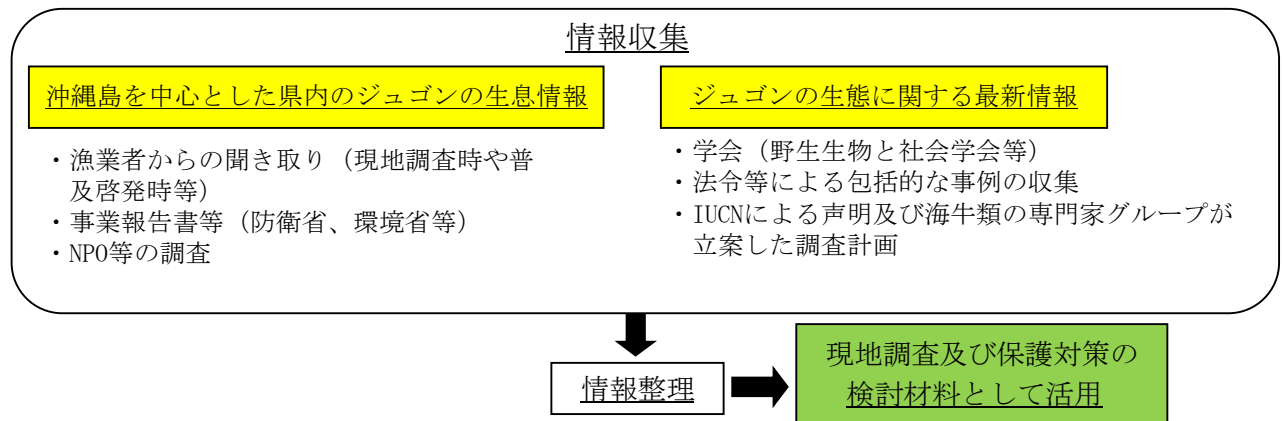 情報収集
沖縄島を中心とした県内のジュゴンの生息情報
・漁業者からの聞き取り（現地調査時や普
及啓発時等）
・事業報告書等（防衛省、環境省等）
・NPO等の調査
ジュゴンの生態に関する最新情報
・学会（野生生物と社会学会等）
・法令等による包括的な事例の収集
・IUCNによる声明及び海牛類の専門家グループが
立案した調査計画
情報整理
現地調査及び保護対策の
検討材料として活用